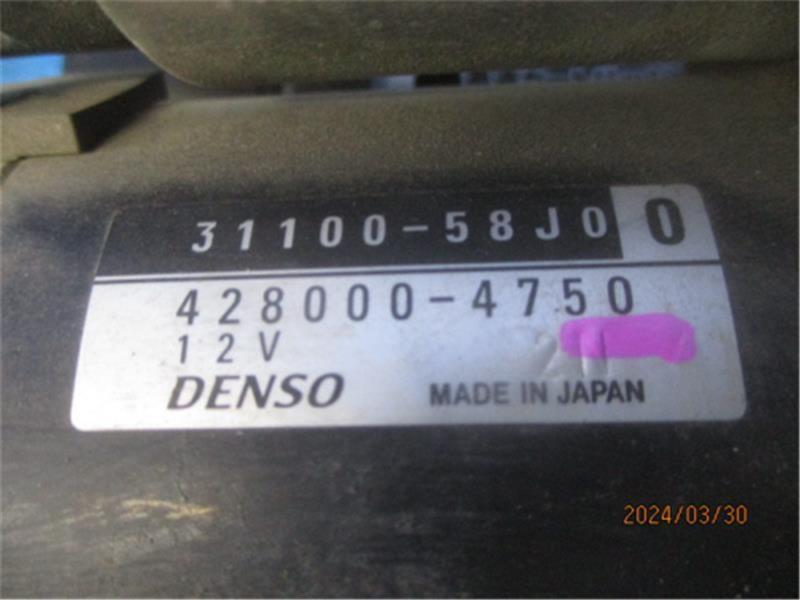 31100-58J0 0
428000-4750
12V
DENSO MADE IN JAPAN
2024/03/30